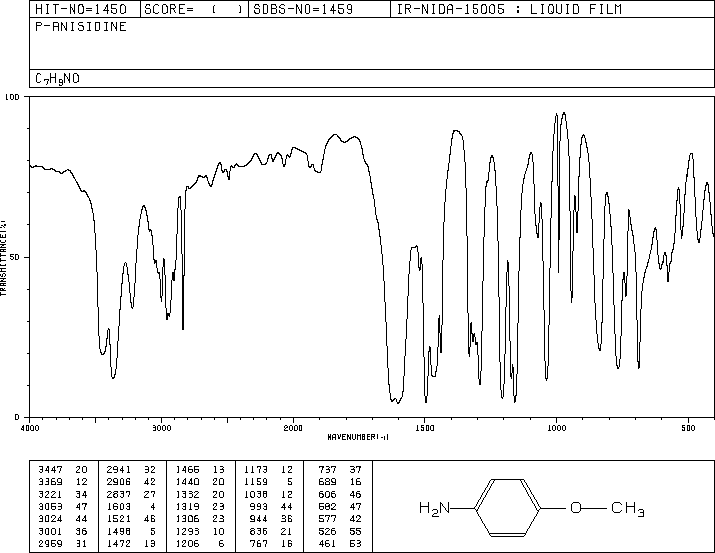 HIT-NO=1450 SCORE= ( ) SDBS-NO=1459 IR-NIDA-15005 : LIQUID FILM
P-ANISIDINE
C7H9NO
100
50
0
TRANSMITTANCE(%)
4000 3000 2000 1500 1000 500
WAVENUMBER(-1)
3447 20 2941 32 1466 13 1173 12 737 37
3369 12 2906 42 1440 20 1159 5 689 16
3221 34 2837 27 1332 20 1038 12 606 46
3063 47 1603 4 1319 23 993 44 582 47
3024 44 1521 46 1306 23 944 36 577 42
3001 36 1498 5 1293 10 836 21 526 55
2959 31 1472 13 1206 6 767 16 461 53
H2N O CH3